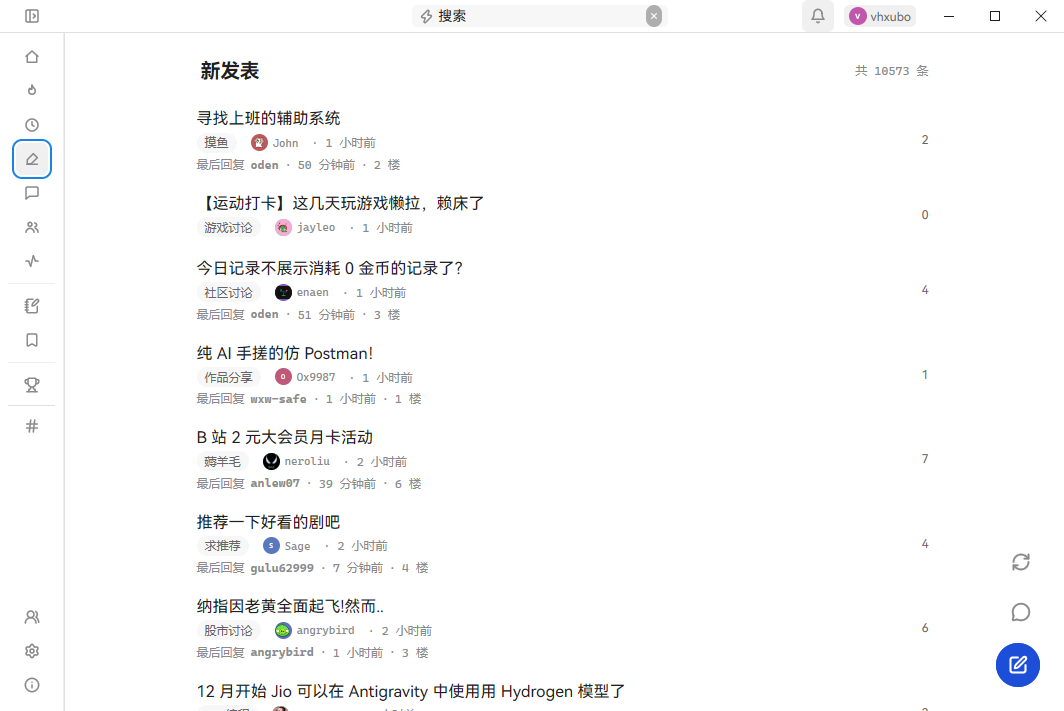 搜索
v vhxubo
新发表
共 10573 条
寻找上班的辅助系统
2
摸鱼 John · 1 小时前
最后回复 oden · 50 分钟前 · 2 楼
【运动打卡】这几天玩游戏懒拉，赖床了
0
游戏讨论 jayleo · 1 小时前
今日记录不展示消耗 0 金币的记录了？
4
社区讨论 enaen · 1 小时前
最后回复 oden · 51 分钟前 · 3 楼
纯 AI 手搓的仿 Postman！
1
作品分享 0 0x9987 · 1 小时前
最后回复 wxw-safe · 1 小时前 · 1 楼
B 站 2 元大会员月卡活动
7
薅羊毛 neroliu · 2 小时前
最后回复 anlew07 · 39 分钟前 · 6 楼
推荐一下好看的剧吧
4
求推荐 S Sage · 2 小时前
最后回复 gulu62999 · 7 分钟前 · 4 楼
纳指因老黄全面起飞!然而..
6
股市讨论 angrybird · 2 小时前
最后回复 angrybird · 1 小时前 · 3 楼
12 月开始 Jio 可以在 Antigravity 中使用用 Hydrogen 模型了